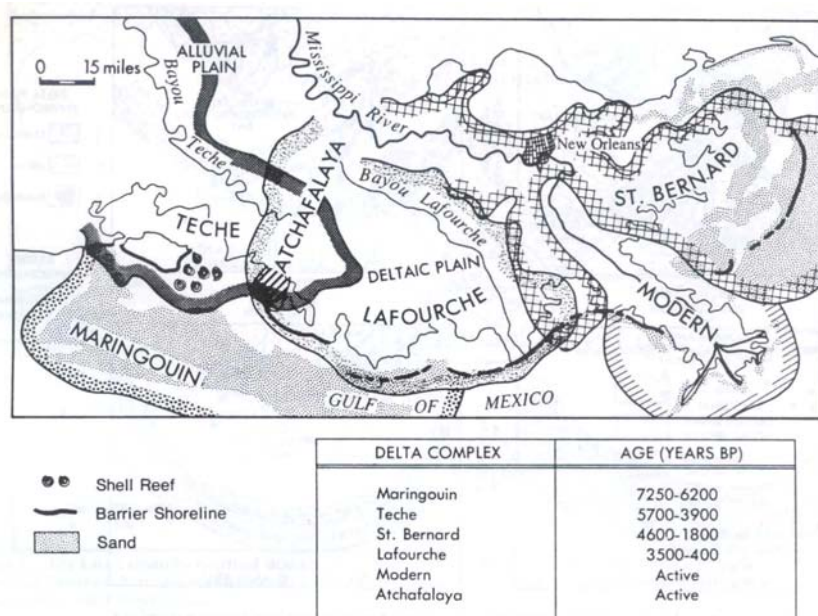 ALLUVIAL
PLAIN
0 15 miles
Bayou
Teche
Mississippi
River
New Orleans
ST. BERNARD
ATCHAFALAYA
Bayou Lafourche
TECHE
DELTAIC PLAIN
LAFOURCHE
MODERN
MARINGOUIN
GULF OF MEXICO
Shell Reef
Barrier Shoreline
Sand
DELTA COMPLEX AGE (YEARS BP)
Maringouin 7250-6200
Teche 5700-3900
St. Bernard 4600-1800
Lafourche 3500-400
Modern Active
Atchafalaya Active